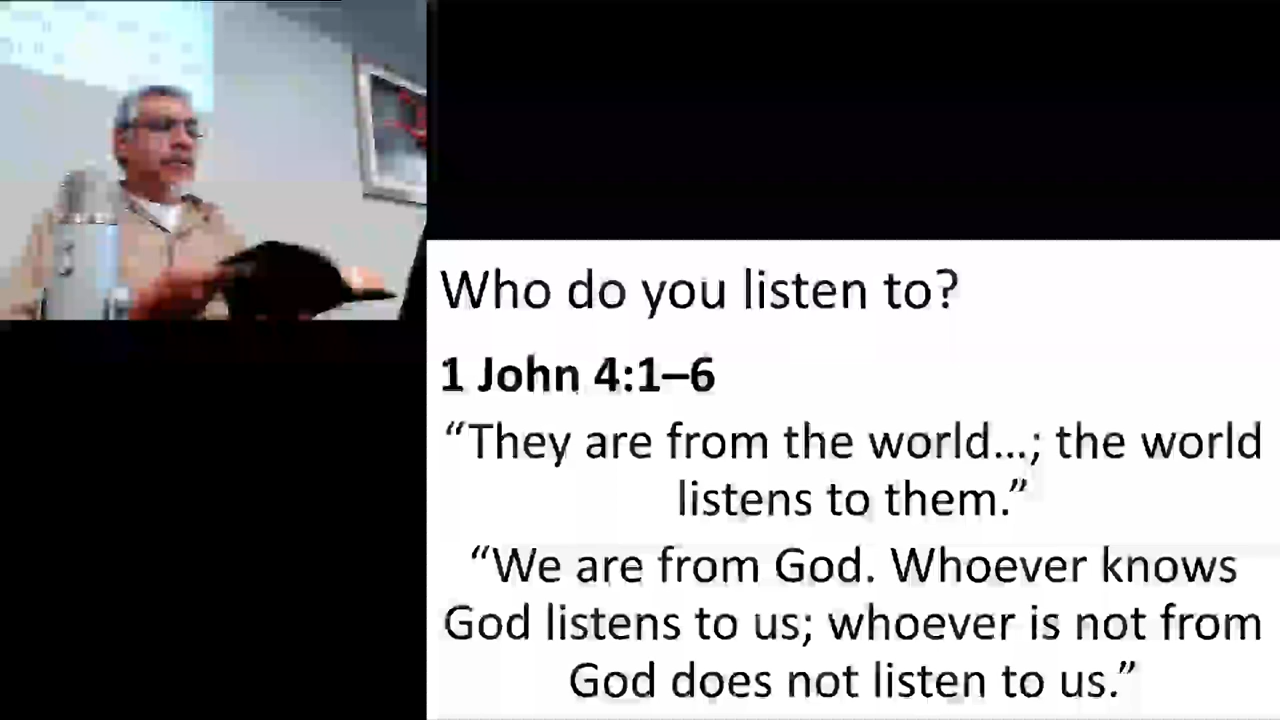 Who do you listen to?
1 John 4:1–6
“They are from the world...; the world
listens to them.”
“We are from God. Whoever knows
God listens to us; whoever is not from
God does not listen to us.”